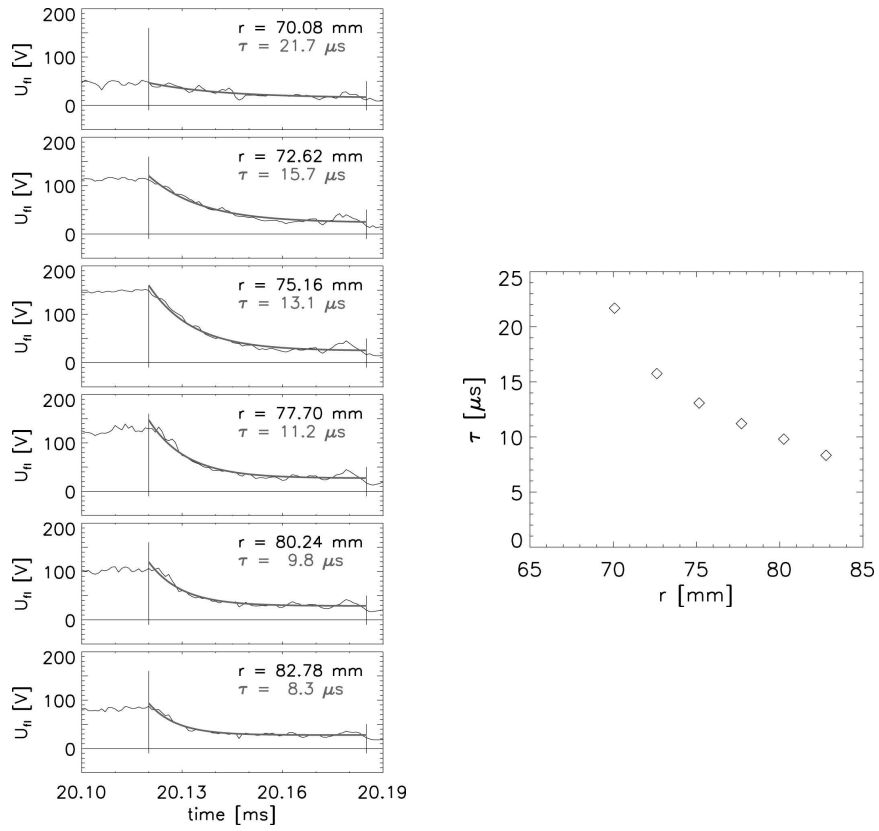 200
100
0
U_fl [V]
r = 70.08 mm
τ = 21.7 μs
200
100
0
U_fl [V]
r = 72.62 mm
τ = 15.7 μs
200
100
0
U_fl [V]
r = 75.16 mm
τ = 13.1 μs
200
100
0
U_fl [V]
r = 77.70 mm
τ = 11.2 μs
200
100
0
U_fl [V]
r = 80.24 mm
τ = 9.8 μs
200
100
0
U_fl [V]
r = 82.78 mm
τ = 8.3 μs
20.10 20.13 20.16 20.19
time [ms]
25
20
15
10
5
0
τ [μs]
65 70 75 80 85
r [mm]